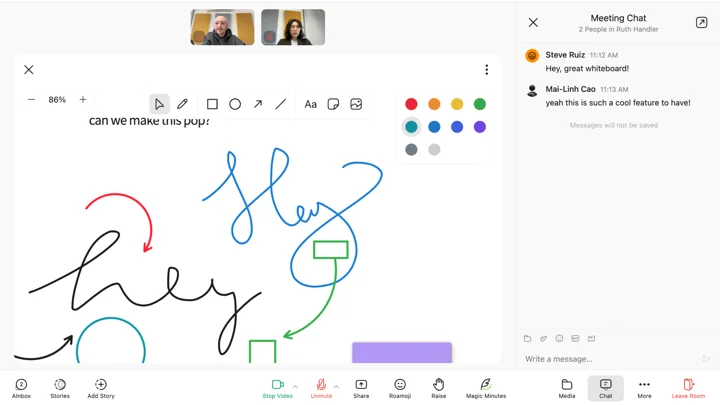 Meeting Chat
2 People in Ruth Handler
86%
Aa
can we make this pop?
Hey
hey
Steve Ruiz 11:12 AM
Hey, great whiteboard!
Mai-Linh Cao 11:13 AM
yeah this is such a cool feature to have!
Messages will not be saved
Write a message...
2
AInbox
Stories
Add Story
Stop Video
Unmute
Share
Roamoji
Raise
Magic Minutes
Media
Chat
More
Leave Room